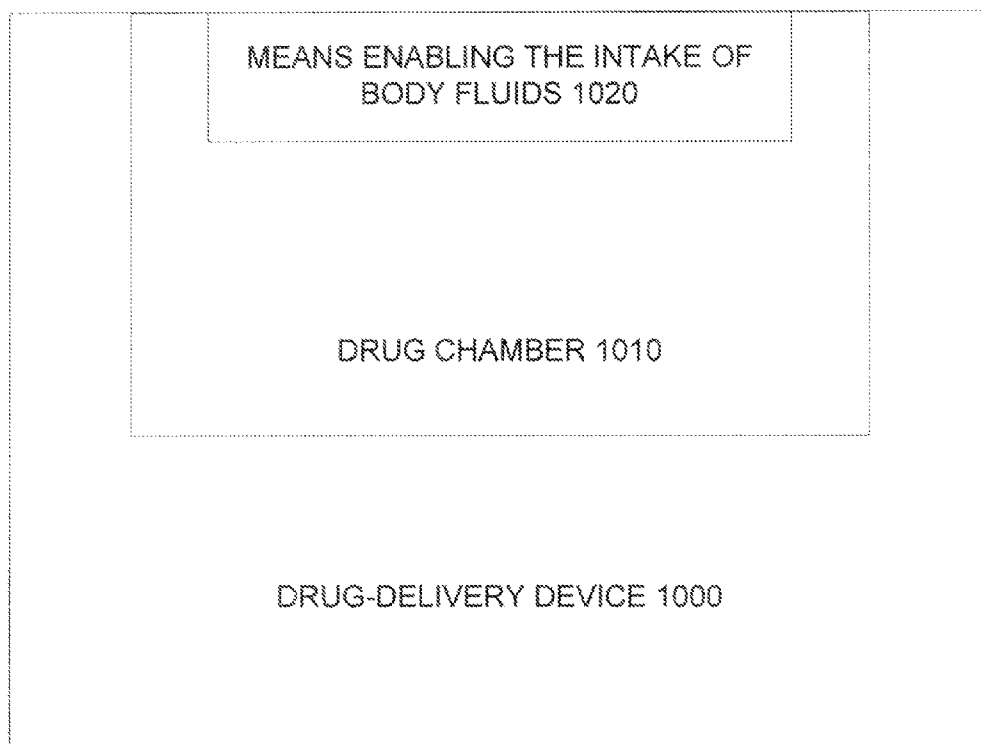 MEANS ENABLING THE INTAKE OF
BODY FLUIDS 1020
DRUG CHAMBER 1010
DRUG-DELIVERY DEVICE 1000